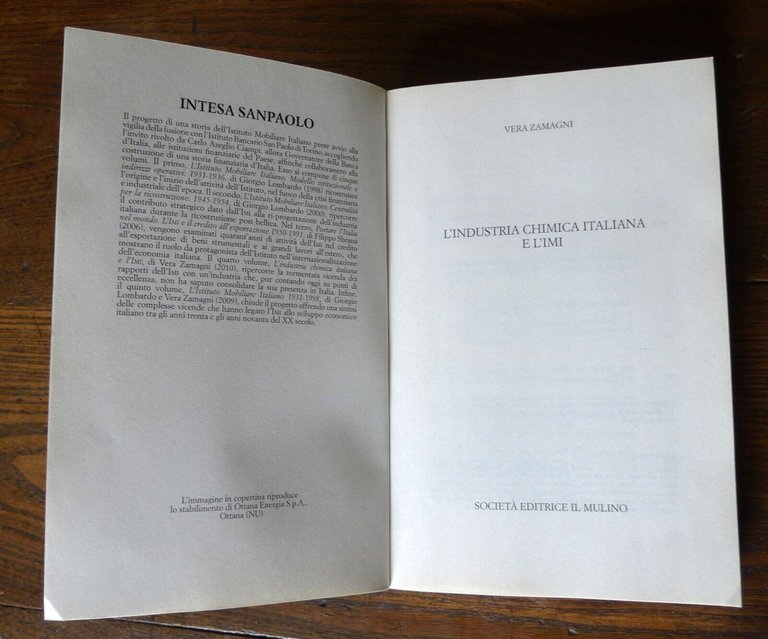 INTESA SANPAOLO
Il progetto di una storia dell'Istituto Mobiliare Italiano prese avvio alla
vigilia della fusione con l'Istituto Bancario San Paolo di Torino, accogliendo
l'invito rivolto da Carlo Azeglio Ciampi, allora Governatore della Banca
d'Italia, alle istituzioni finanziarie del Paese, affinché collaborassero alla
costruzione di una storia finanziaria d'Italia. Esso si compone di cinque
volumi. Il primo, L'Istituto Mobiliare Italiano. Modello istituzionale e
indirizzi operativi: 1931-1936, di Giorgio Lombardo (1998) ricostruisce
l'origine e l'inizio dell'attività dell'Istituto, nel fuoco della crisi finanziaria
e industriale dell'epoca. Il secondo, L'Istituto Mobiliare Italiano. Centralità
per la ricostruzione: 1945-1954, di Giorgio Lombardo (2000), ripercorre
il contributo strategico dato dall'IMI alla ri-progettazione dell'industria
italiana durante la ricostruzione post-bellica. Nel terzo, Portare l'Italia
nel mondo. L'IMI e il credito all'esportazione 1950-1991, di Filippo Sbrana
(2006), vengono esaminati quarant'anni di attività dell'IMI nel credito
all'esportazione di beni strumentali e ai grandi lavori all'estero, che
mostrano il ruolo da protagonista dell'Istituto nell'internazionalizzazione
dell'economia italiana. Il quarto volume, L'industria chimica italiana
e l'IMI, di Vera Zamagni (2010), ripercorre la tormentata vicenda dei
rapporti dell'IMI con un'industria che, pur contando oggi su punti di
eccellenza, non ha saputo consolidare la sua presenza in Italia. Infine,
il quinto volume, L'Istituto Mobiliare Italiano 1931-1998, di Giorgio
Lombardo e Vera Zamagni (2009), chiude il progetto offrendo una sintesi
delle complesse vicende che hanno legato l'IMI allo sviluppo economico
italiano tra gli anni trenta e gli anni novanta del XX secolo.
L'immagine in copertina riproduce
lo stabilimento di Ottana Energia S.p.A.,
Ottana (NU)
VERA ZAMAGNI
L'INDUSTRIA CHIMICA ITALIANA
E L'IMI
SOCIETÀ EDITRICE IL MULINO